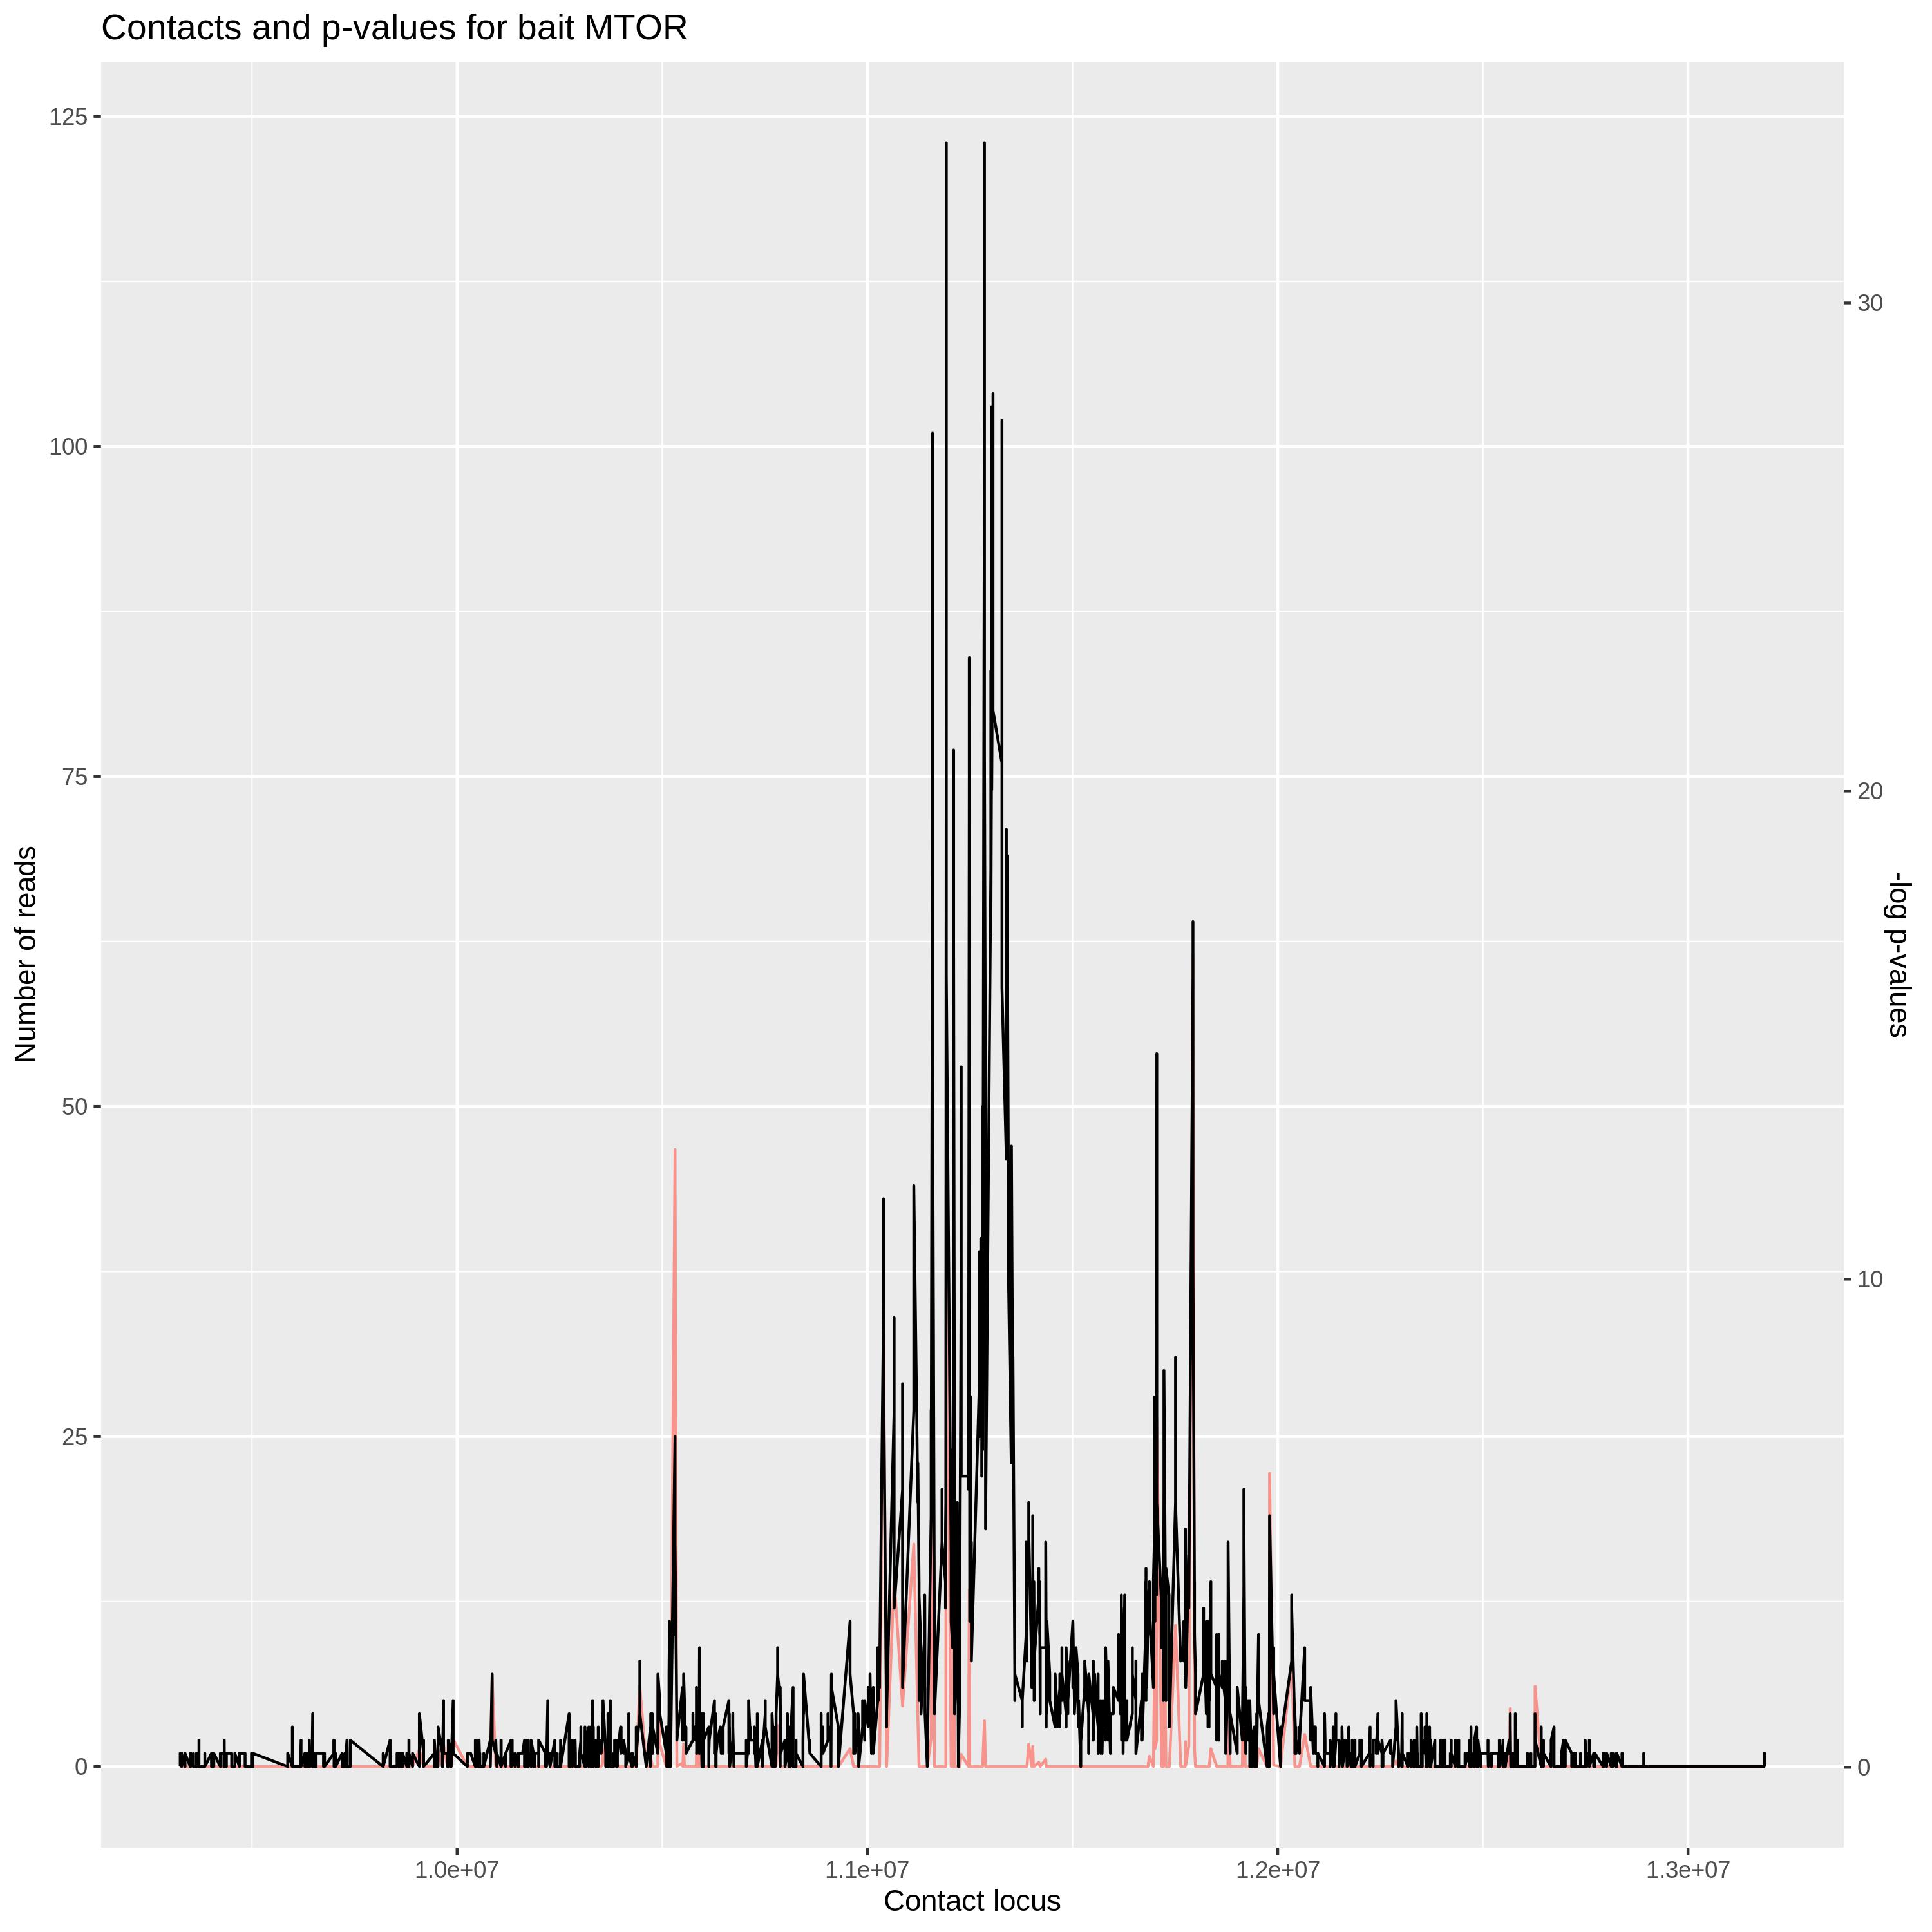 Contacts and p-values for bait MTOR
125
100
75
50
25
0
Number of reads
30
20
10
0
-log p-values
1.0e+07
1.1e+07
1.2e+07
1.3e+07
Contact locus